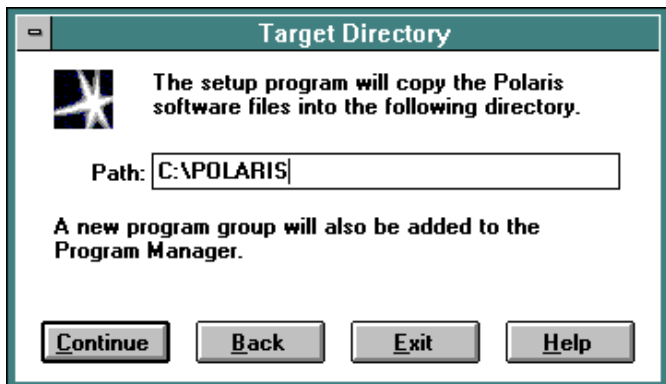 Target Directory
The setup program will copy the Polaris
software files into the following directory.
Path: C:\POLARIS
A new program group will also be added to the
Program Manager.
Continue Back Exit Help